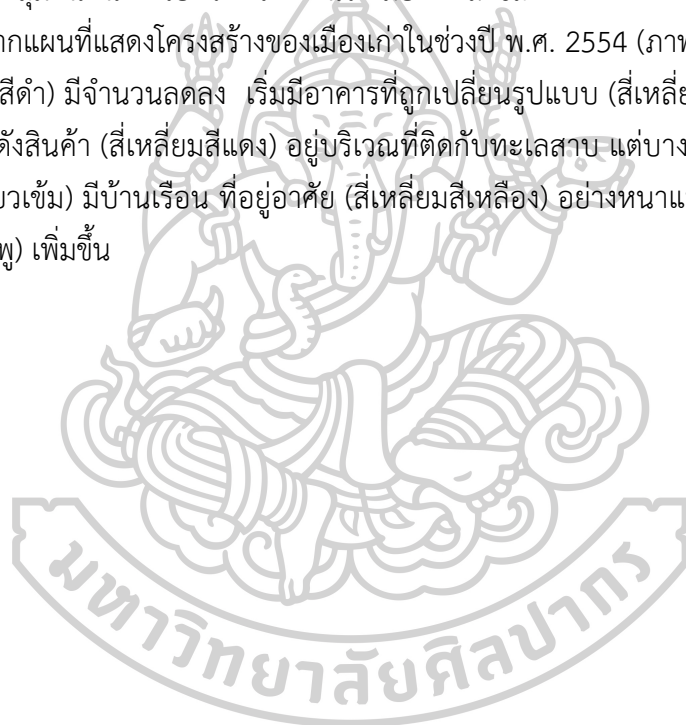 ากแผนที่แสดงโครงสร้างของเมืองเก่าในช่วงปี พ.ศ. 2554 (ภาพ
สีดำ) มีจำนวนลดลง เริ่มมีอาคารที่ถูกเปลี่ยนรูปแบบ (สี่เหลี่ย
ดังสินค้า (สี่เหลี่ยมสีแดง) อยู่บริเวณที่ติดกับทะเลสาบ แต่บาง
ยวเข้ม) มีบ้านเรือน ที่อยู่อาศัย (สี่เหลี่ยมสีเหลือง) อย่างหนาแ
พู) เพิ่มขึ้น
มหาวิทยาลัยศิลปากร